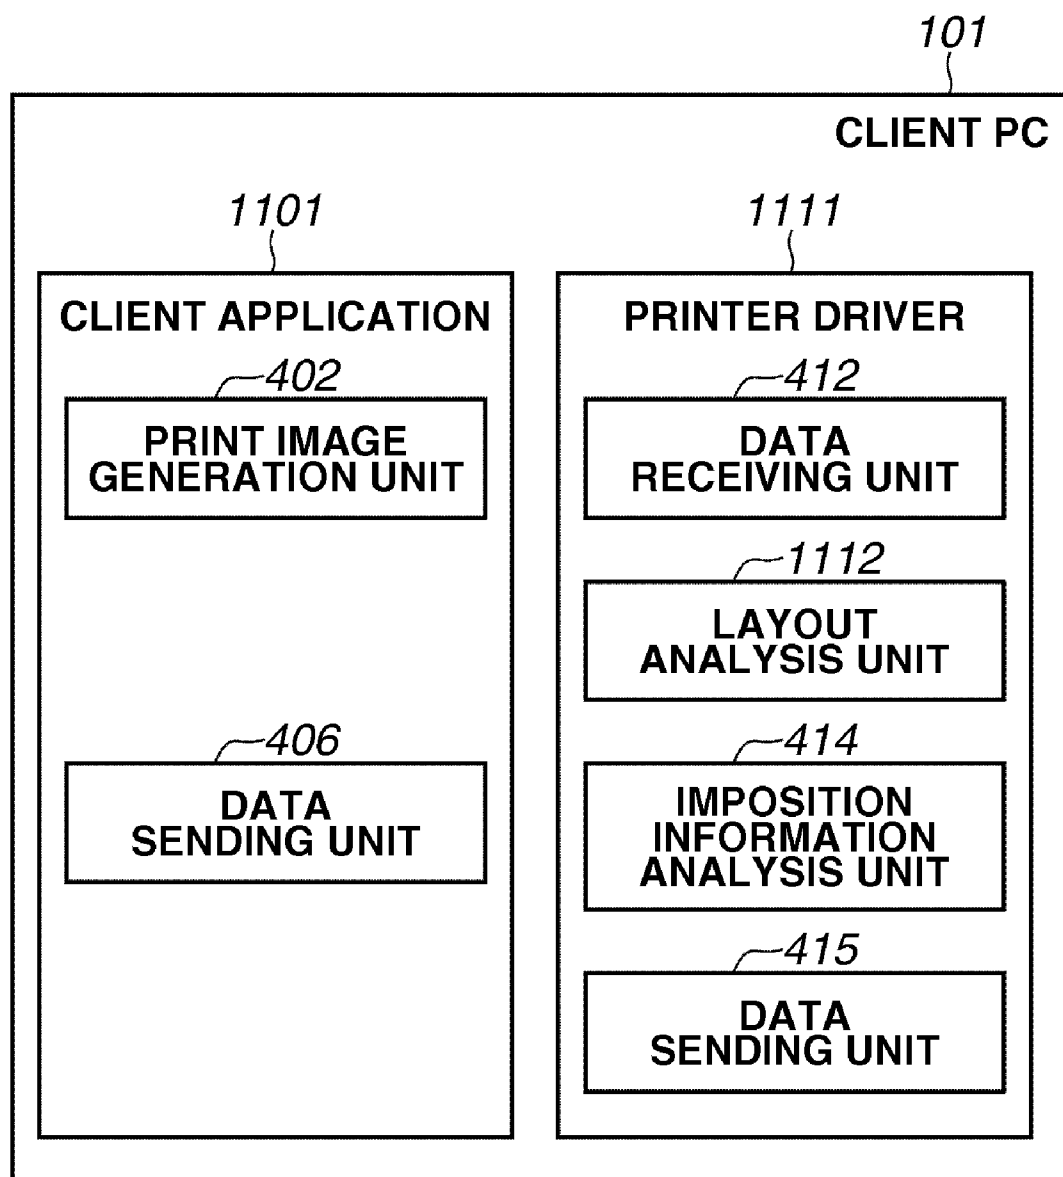 101
CLIENT PC
1101
CLIENT APPLICATION
402
PRINT IMAGE
GENERATION UNIT
406
DATA
SENDING UNIT
1111
PRINTER DRIVER
412
DATA
RECEIVING UNIT
1112
LAYOUT
ANALYSIS UNIT
414
IMPOSITION
INFORMATION
ANALYSIS UNIT
415
DATA
SENDING UNIT